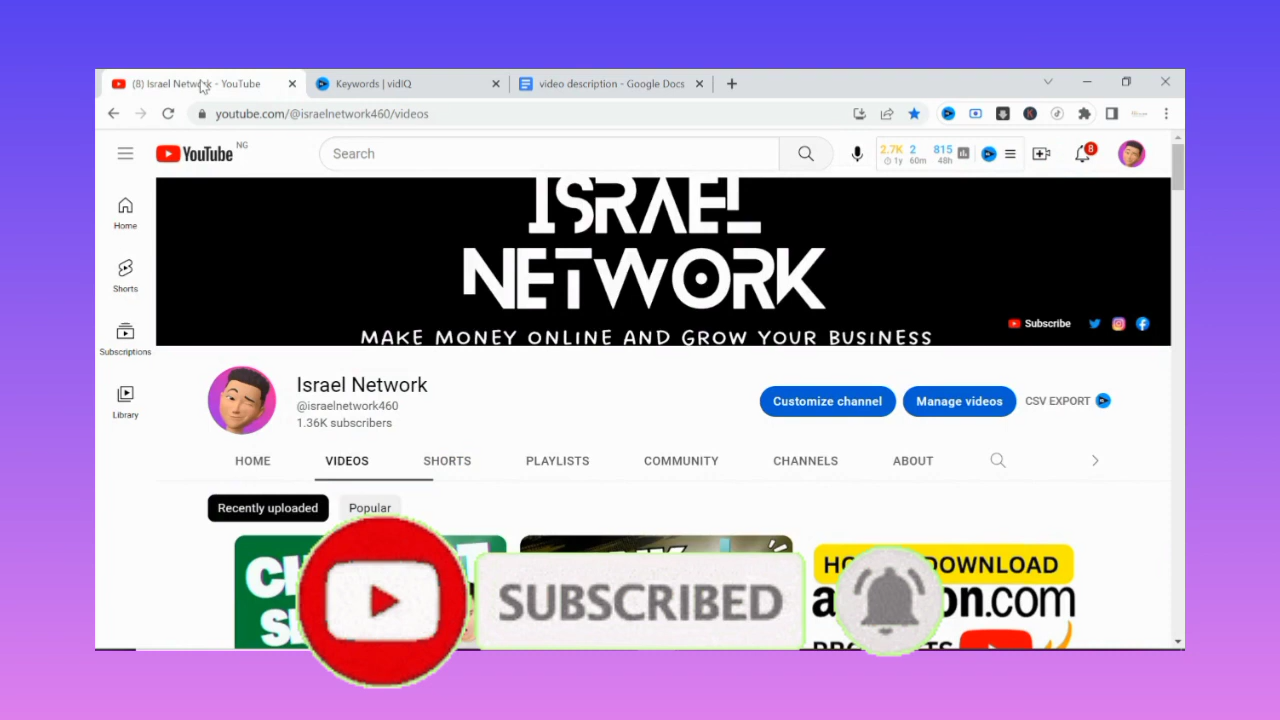 (8) Israel Network - YouTube
Keywords | vidIQ
video description - Google Docs
youtube.com/@israelnetwork460/videos
YouTube NG
Search
2.7K 2 815
1y 60m 48h
8
ISRAEL
NETWORK
MAKE MONEY ONLINE AND GROW YOUR BUSINESS
Subscribe
Home
Shorts
Subscriptions
Library
Israel Network
@israelnetwork460
1.36K subscribers
Customize channel
Manage videos
CSV EXPORT
HOME VIDEOS SHORTS PLAYLISTS COMMUNITY CHANNELS ABOUT
Recently uploaded
Popular
SUBSCRIBED